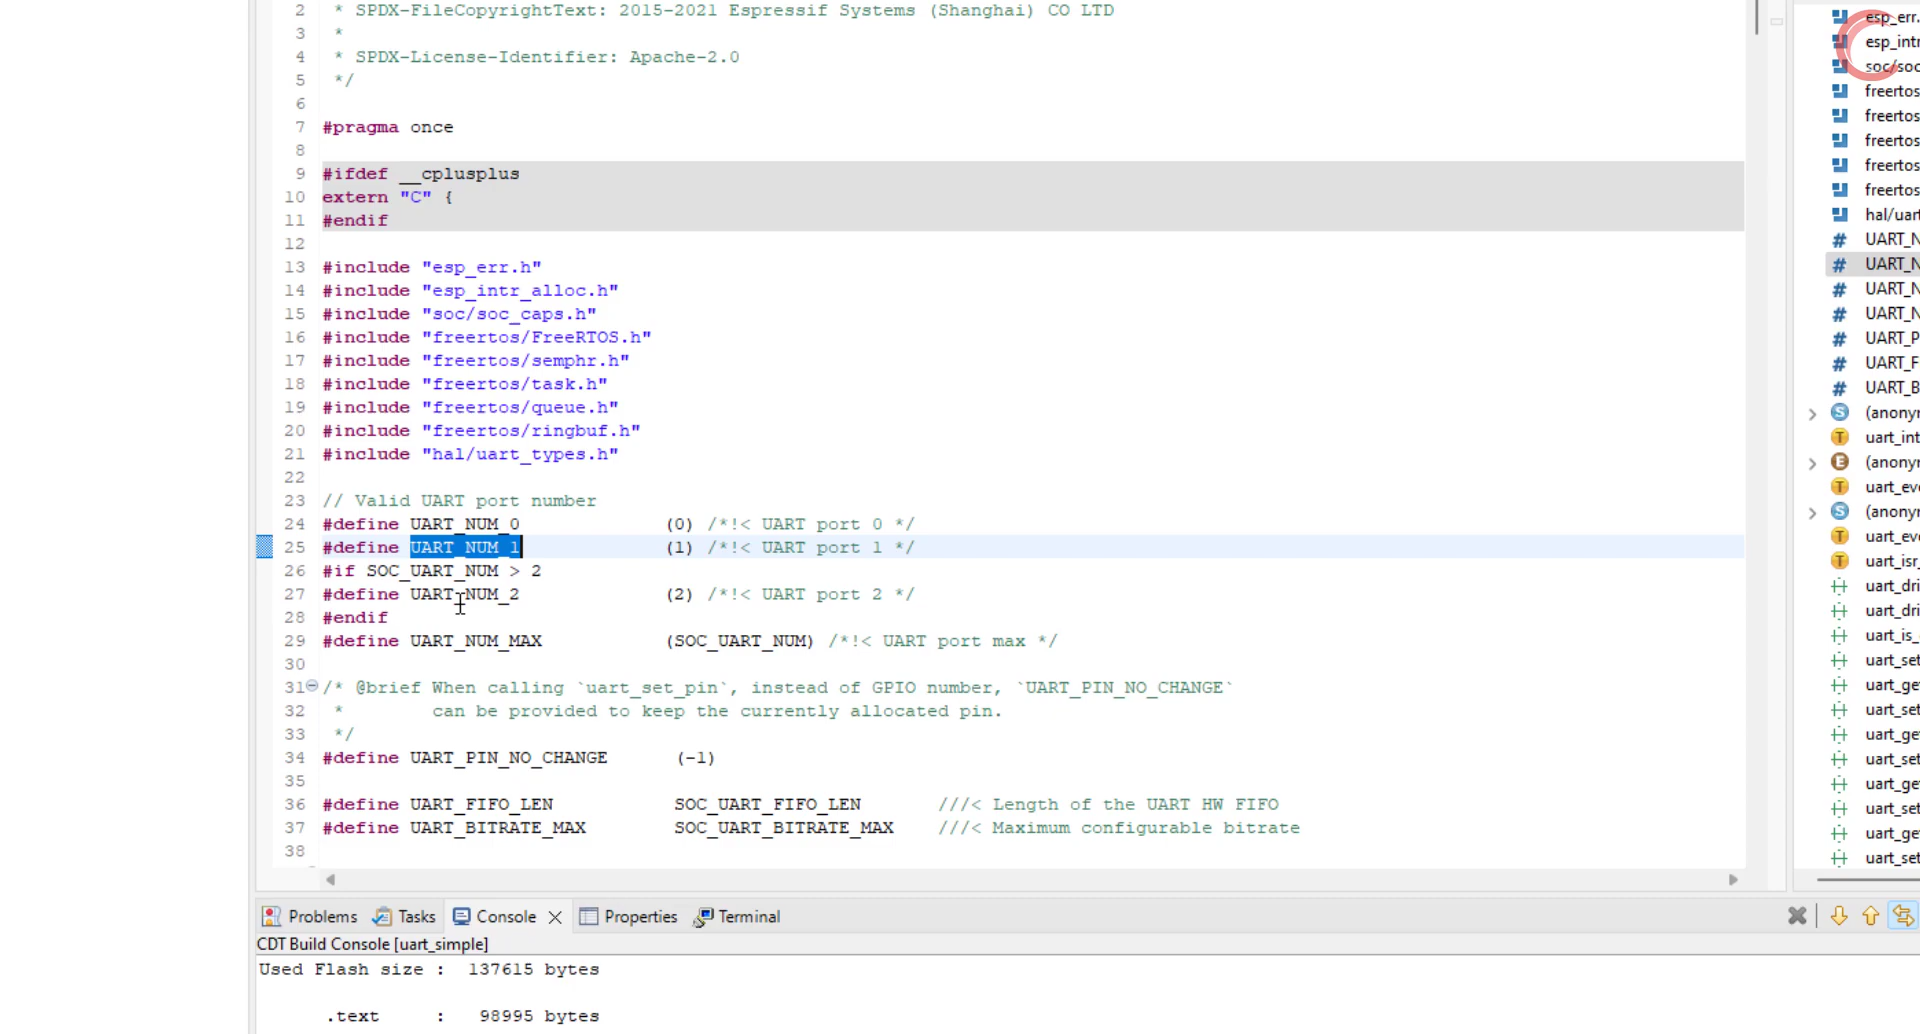 2 * SPDX-FileCopyrightText: 2015-2021 Espressif Systems (Shanghai) CO LTD
3 *
4 * SPDX-License-Identifier: Apache-2.0
5 */
6
7 #pragma once
8
9 #ifdef __cplusplus
10 extern "C" {
11 #endif
12
13 #include "esp_err.h"
14 #include "esp_intr_alloc.h"
15 #include "soc/soc_caps.h"
16 #include "freertos/FreeRTOS.h"
17 #include "freertos/semphr.h"
18 #include "freertos/task.h"
19 #include "freertos/queue.h"
20 #include "freertos/ringbuf.h"
21 #include "hal/uart_types.h"
22
23 // Valid UART port number
24 #define UART_NUM_0 (0) /*!< UART port 0 */
25 #define UART_NUM_1 (1) /*!< UART port 1 */
26 #if SOC_UART_NUM > 2
27 #define UART_NUM_2 (2) /*!< UART port 2 */
28 #endif
29 #define UART_NUM_MAX (SOC_UART_NUM) /*!< UART port max */
30
31 /* @brief When calling `uart_set_pin`, instead of GPIO number, `UART_PIN_NO_CHANGE`
32 * can be provided to keep the currently allocated pin.
33 */
34 #define UART_PIN_NO_CHANGE (-1)
35
36 #define UART_FIFO_LEN SOC_UART_FIFO_LEN ///< Length of the UART HW FIFO
37 #define UART_BITRATE_MAX SOC_UART_BITRATE_MAX ///< Maximum configurable bitrate
38
esp_err.
esp_intr
soc/soc
freertos
freertos
freertos
freertos
freertos
hal/uart
# UART_N
# UART_N
# UART_N
# UART_N
# UART_P
# UART_F
# UART_B
S (anonyr
T uart_int
E (anonyr
T uart_eve
S (anonyr
T uart_eve
T uart_isr_
uart_dri
uart_dri
uart_is_
uart_set
uart_ge
uart_set
uart_ge
uart_set
uart_ge
uart_set
uart_ge
uart_set
Problems Tasks Console Properties Terminal
CDT Build Console [uart_simple]
Used Flash size : 137615 bytes
.text : 98995 bytes